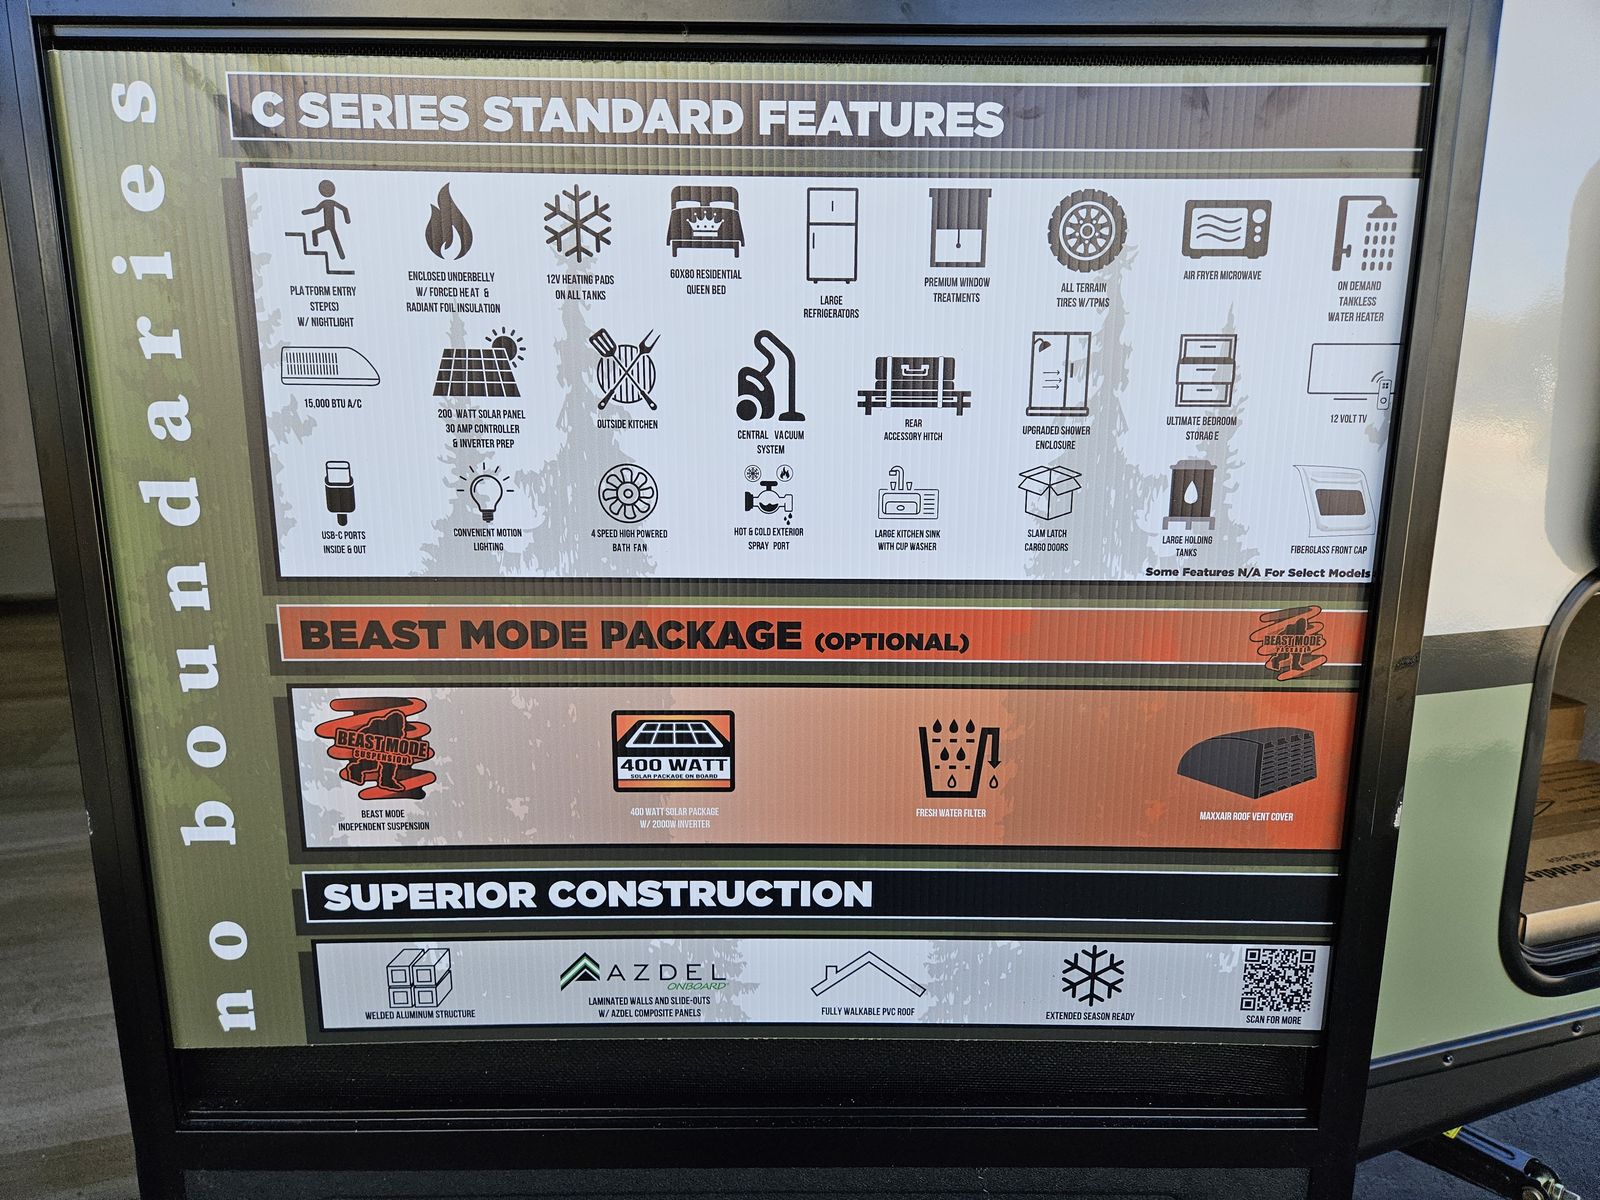 no boundaries
C SERIES STANDARD FEATURES
PLATFORM ENTRY
STEP(S)
W/ NIGHTLIGHT
ENCLOSED UNDERBELLY
W/ FORCED HEAT &
RADIANT FOIL INSULATION
12V HEATING PADS
ON ALL TANKS
60X80 RESIDENTIAL
QUEEN BED
LARGE
REFRIGERATORS
PREMIUM WINDOW
TREATMENTS
ALL TERRAIN
TIRES W/TPMS
AIR FRYER MICROWAVE
ON DEMAND
TANKLESS
WATER HEATER
15,000 BTU A/C
200 WATT SOLAR PANEL
30 AMP CONTROLLER
& INVERTER PREP
OUTSIDE KITCHEN
CENTRAL VACUUM
SYSTEM
REAR
ACCESSORY HITCH
UPGRADED SHOWER
ENCLOSURE
ULTIMATE BEDROOM
STORAGE
12 VOLT TV
USB-C PORTS
INSIDE & OUT
CONVENIENT MOTION
LIGHTING
4 SPEED HIGH POWERED
BATH FAN
HOT & COLD EXTERIOR
SPRAY PORT
LARGE KITCHEN SINK
WITH CUP WASHER
SLAM LATCH
CARGO DOORS
LARGE HOLDING
TANKS
FIBERGLASS FRONT CAP
Some Features N/A For Select Models
BEAST MODE PACKAGE (OPTIONAL)
BEAST MODE
PACKAGE
BEAST MODE
SUSPENSION
BEAST MODE
INDEPENDENT SUSPENSION
400 WATT
SOLAR PACKAGE ON BOARD
400 WATT SOLAR PACKAGE
W/ 2000W INVERTER
FRESH WATER FILTER
MAXXAIR ROOF VENT COVER
SUPERIOR CONSTRUCTION
WELDED ALUMINUM STRUCTURE
AZDEL
ONBOARD
LAMINATED WALLS AND SLIDE-OUTS
W/ AZDEL COMPOSITE PANELS
FULLY WALKABLE PVC ROOF
EXTENDED SEASON READY
SCAN FOR MORE